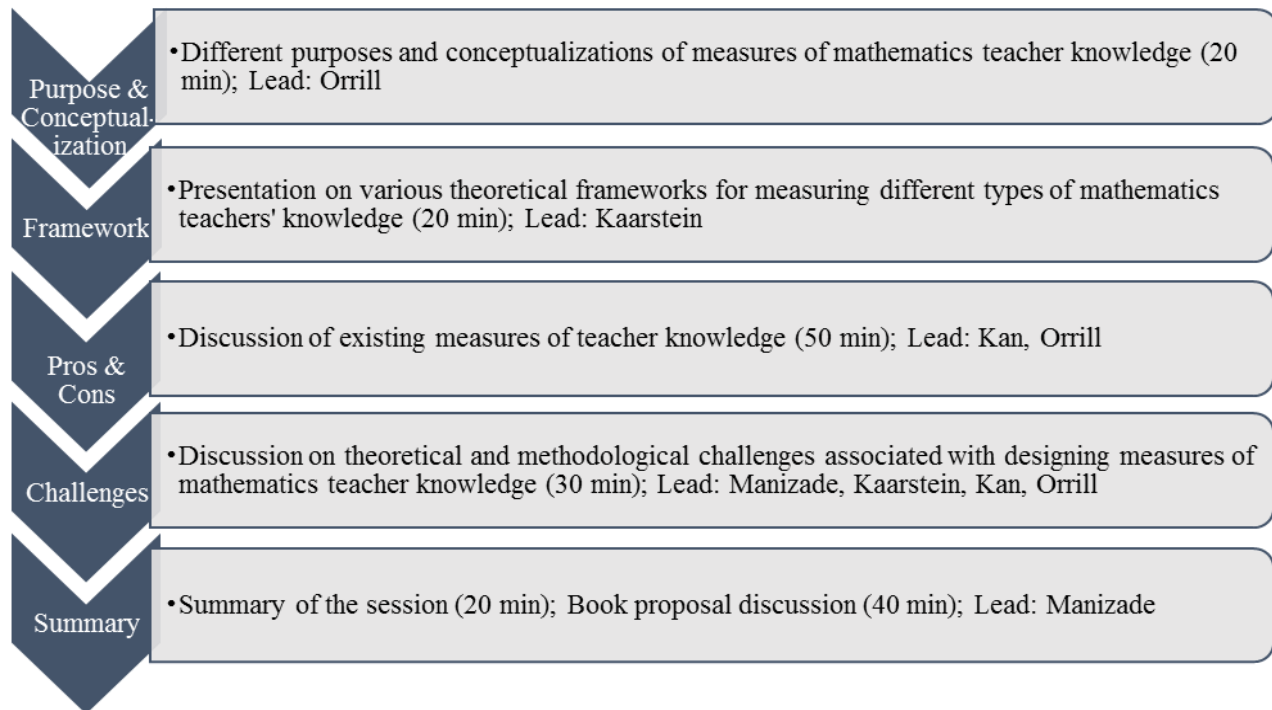 Purpose &
Conceptual-
ization
•Different purposes and conceptualizations of measures of mathematics teacher knowledge (20
min); Lead: Orrill
Framework
•Presentation on various theoretical frameworks for measuring different types of mathematics
teachers' knowledge (20 min); Lead: Kaarstein
Pros &
Cons
•Discussion of existing measures of teacher knowledge (50 min); Lead: Kan, Orrill
Challenges
•Discussion on theoretical and methodological challenges associated with designing measures of
mathematics teacher knowledge (30 min); Lead: Manizade, Kaarstein, Kan, Orrill
Summary
•Summary of the session (20 min); Book proposal discussion (40 min); Lead: Manizade